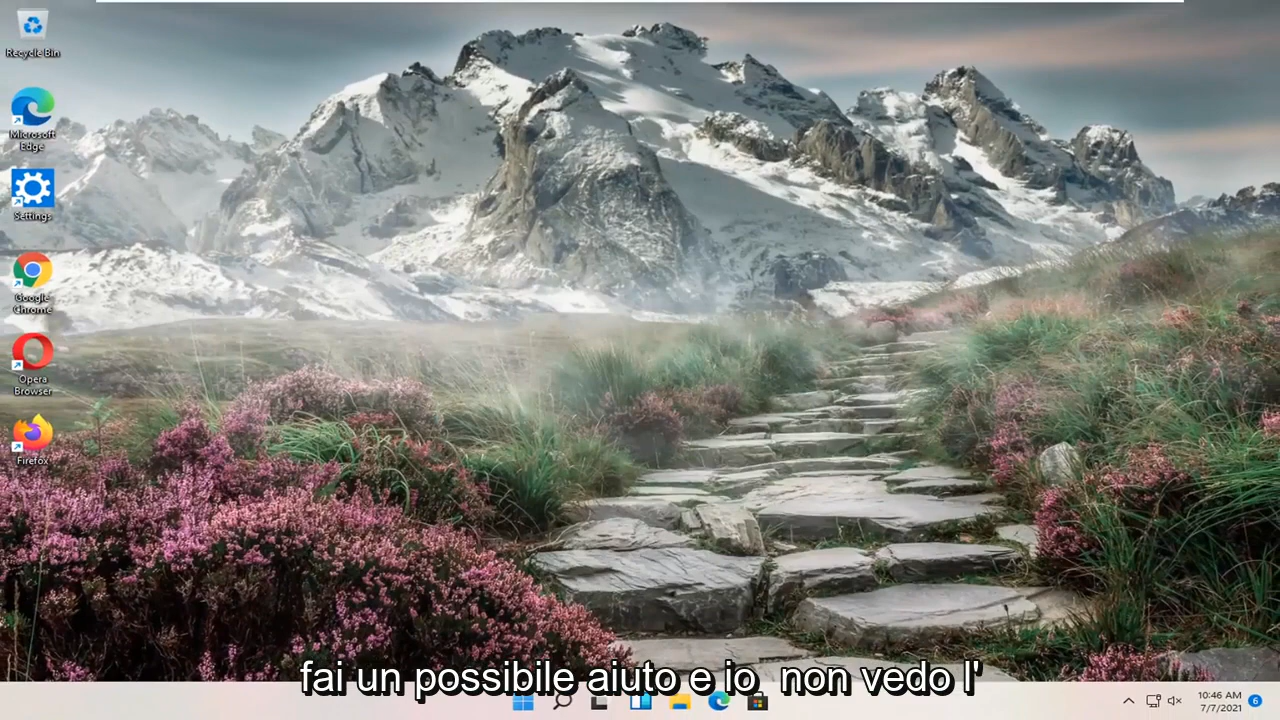 Recycle Bin
Microsoft
Edge
Settings
Google
Chrome
Opera
Browser
Firefox
fai un possibile aiuto e io  non vedo l'
10:46 AM
7/7/2021
6